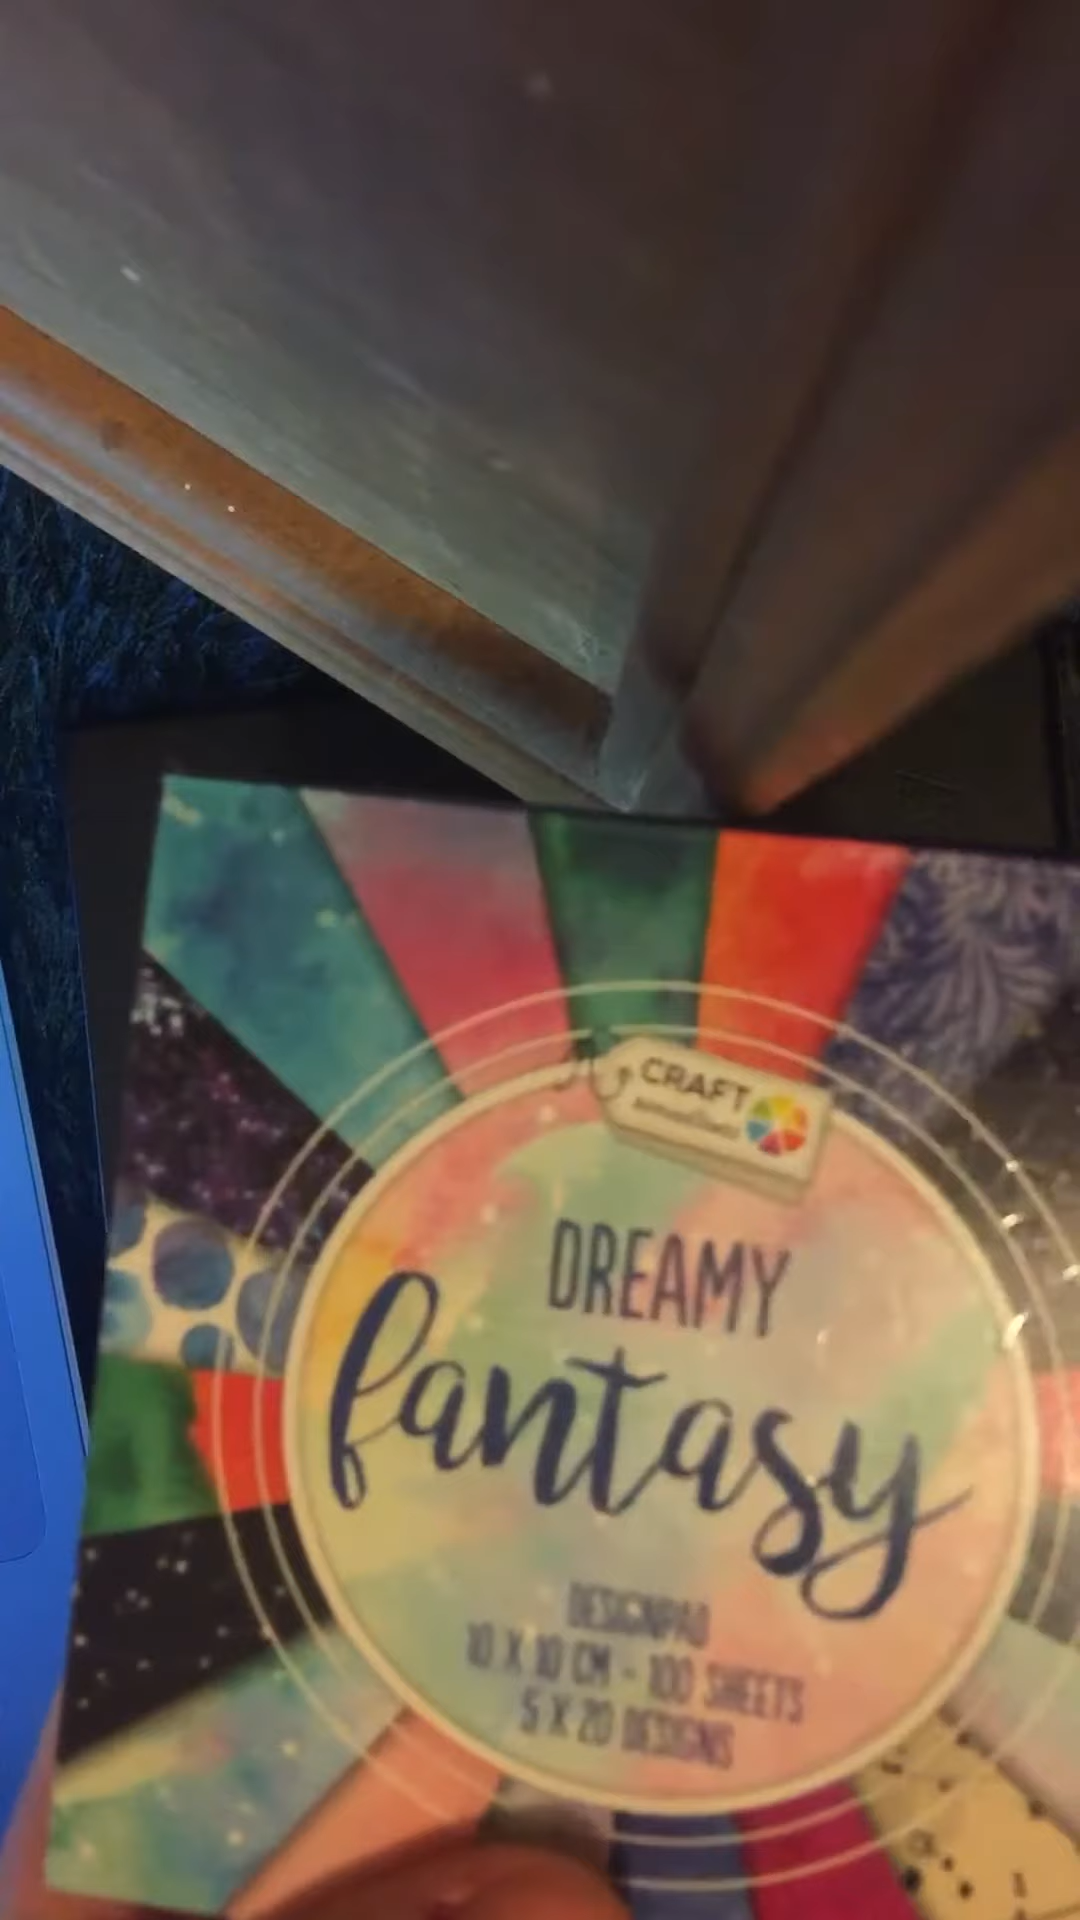 CRAFT
DREAMY
fantasy
DESIGNPAD
10 X 10 CM - 100 SHEETS
5 X 20 DESIGNS